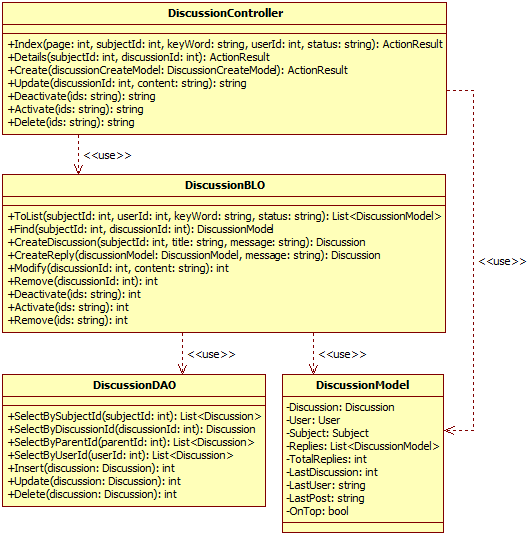 DiscussionController
+Index(page: int, subjectId: int, keyWord: string, userId: int, status: string): ActionResult
+Details(subjectId: int, discussionId: int): ActionResult
+Create(discussionCreateModel: DiscussionCreateModel): ActionResult
+Update(discussionId: int, content: string): string
+Deactivate(ids: string): string
+Activate(ids: string): string
+Delete(ids: string): string
<<use>>
DiscussionBLO
+ToList(subjectId: int, userId: int, keyWord: string, status: string): List<DiscussionModel>
+Find(subjectId: int, discussionId: int): DiscussionModel
+CreateDiscussion(subjectId: int, title: string, message: string): Discussion
+CreateReply(discussionModel: DiscussionModel, message: string): Discussion
+Modify(discussionId: int, content: string): int
+Remove(discussionId: int): int
+Deactivate(ids: string): int
+Activate(ids: string): int
+Remove(ids: string): int
<<use>>
<<use>>
<<use>>
DiscussionDAO
+SelectBySubjectId(subjectId: int): List<Discussion>
+SelectByDiscussionId(discussionId: int): Discussion
+SelectByParentId(parentId: int): List<Discussion>
+SelectByUserId(userId: int): List<Discussion>
+Insert(discussion: Discussion): int
+Update(discussion: Discussion): int
+Delete(discussion: Discussion): int
DiscussionModel
-Discussion: Discussion
-User: User
-Subject: Subject
-Replies: List<DiscussionModel>
-TotalReplies: int
-LastDiscussion: int
-LastUser: string
-LastPost: string
-OnTop: bool